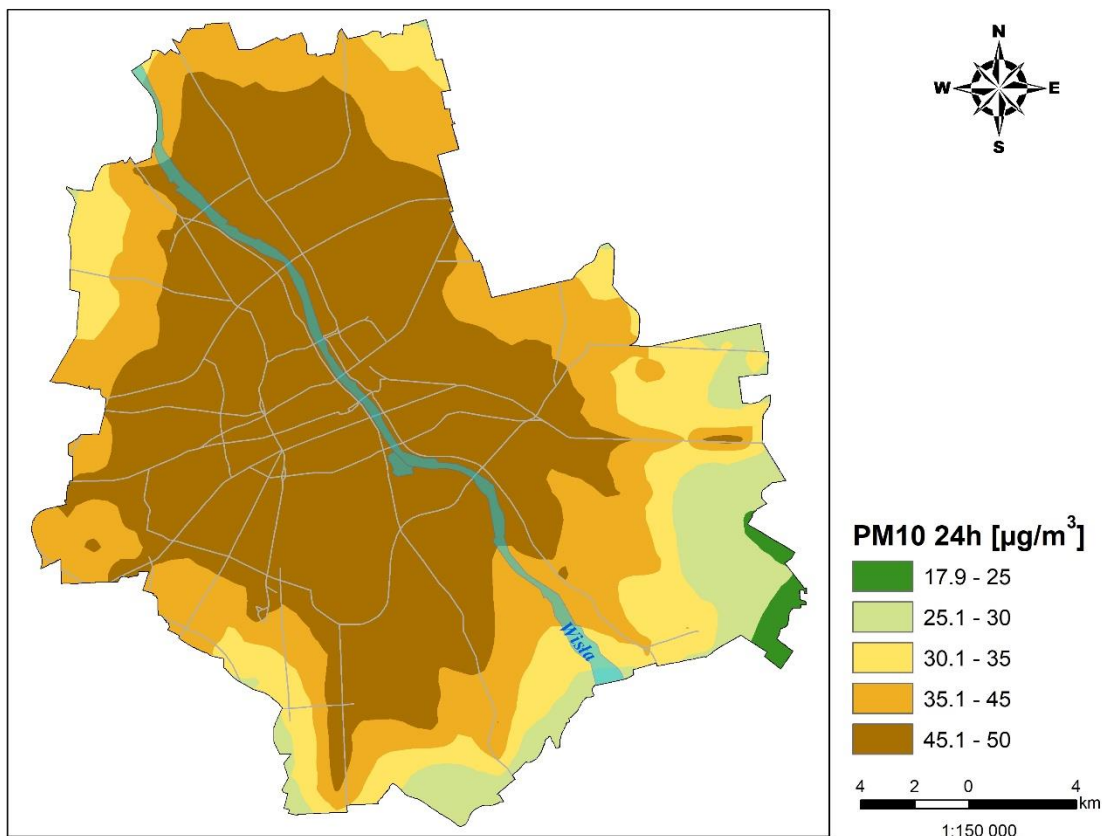 N
W E
S
Wisła
PM10 24h [µg/m³]
17.9 - 25
25.1 - 30
30.1 - 35
35.1 - 45
45.1 - 50
4 2 0 4
km
1:150 000